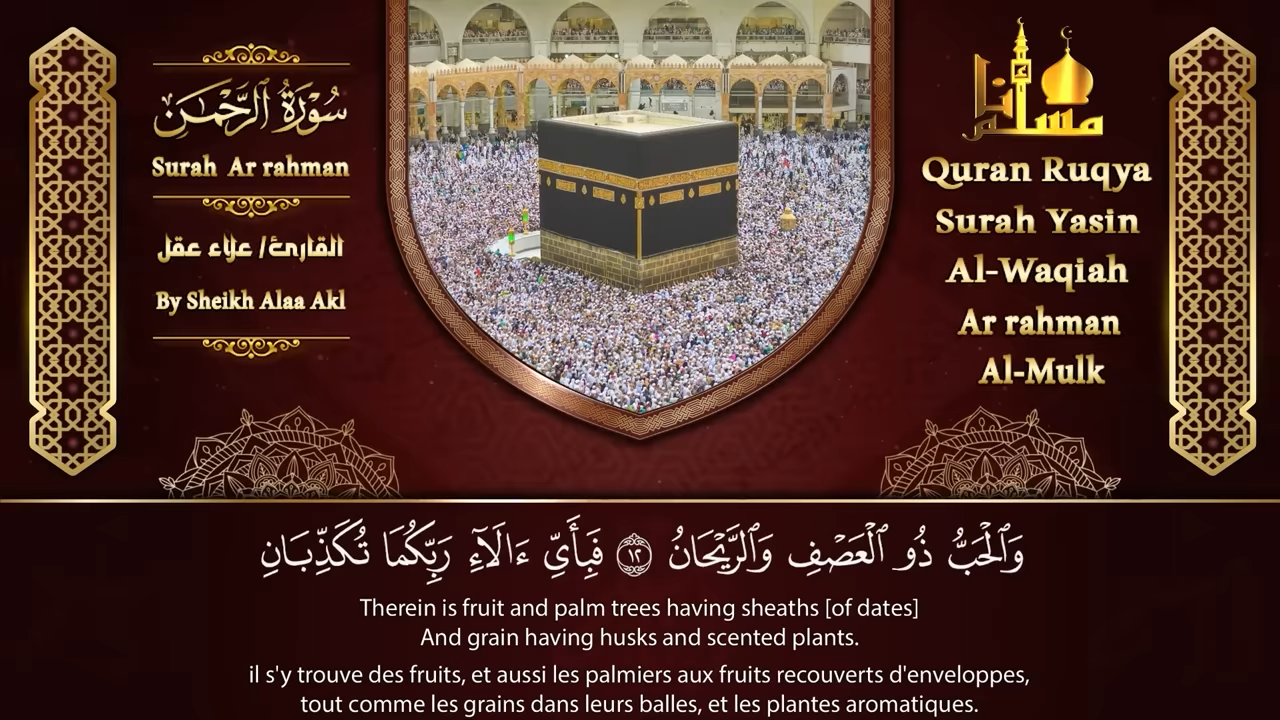 سُورَةُ الرَّحْمَٰن
Surah Ar rahman
القارئ/ علاء عقل
By Sheikh Alaa Akl
انا
مسلم
Quran Ruqya
Surah Yasin
Al-Waqiah
Ar rahman
Al-Mulk
وَٱلْحَبُّ ذُو ٱلْعَصْفِ وَٱلرَّيْحَانُ ١٢ فَبِأَيِّ ءَالَآءِ رَبِّكُمَا تُكَذِّبَانِ
Therein is fruit and palm trees having sheaths [of dates]
And grain having husks and scented plants.
il s'y trouve des fruits, et aussi les palmiers aux fruits recouverts d'enveloppes,
tout comme les grains dans leurs balles, et les plantes aromatiques.